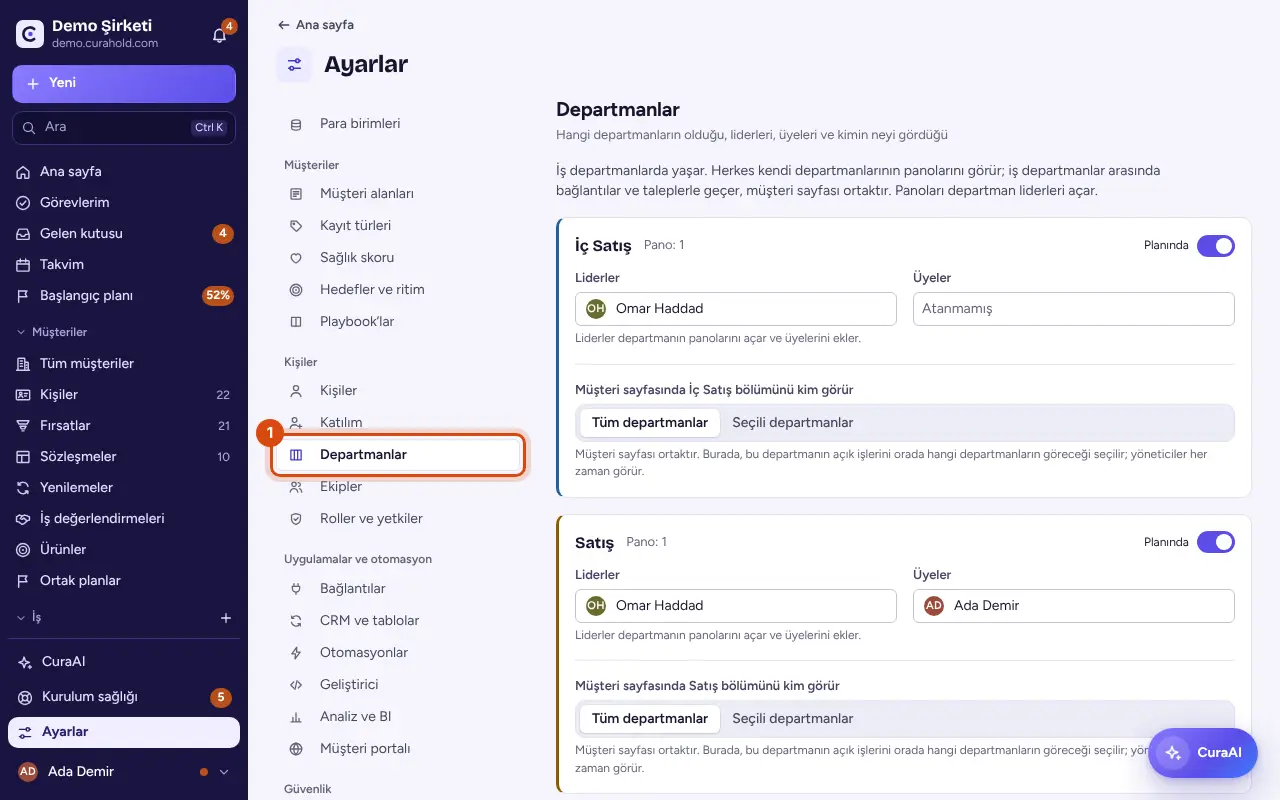 Demo Şirketi
demo.curahold.com
4
Yeni
Ara
Ctrl K
Ana sayfa
Görevlerim
Gelen kutusu
4
Takvim
Başlangıç planı
52%
Müşteriler
Tüm müşteriler
Kişiler
22
Fırsatlar
21
Sözleşmeler
10
Yenilemeler
İş değerlendirmeleri
Ürünler
Ortak planlar
İş
CuraAI
Kurulum sağlığı
5
Ayarlar
AD
Ada Demir
Ana sayfa
Ayarlar
Para birimleri
Müşteriler
Müşteri alanları
Kayıt türleri
Sağlık skoru
Hedefler ve ritim
Playbook'lar
Kişiler
Kişiler
Katılım
1
Departmanlar
Ekipler
Roller ve yetkiler
Uygulamalar ve otomasyon
Bağlantılar
CRM ve tablolar
Otomasyonlar
Geliştirici
Analiz ve BI
Müşteri portalı
Güvenlik
Departmanlar
Hangi departmanların olduğu, liderleri, üyeleri ve kimin neyi gördüğü
İş departmanlarda yaşar. Herkes kendi departmanlarının panolarını görür; iş departmanlar arasında
bağlantılar ve taleplerle geçer, müşteri sayfası ortaktır. Panoları departman liderleri açar.
İç Satış
Pano: 1
Planında
Liderler
Üyeler
OH
Omar Haddad
Atanmamış
Liderler departmanın panolarını açar ve üyelerini ekler.
Müşteri sayfasında İç Satış bölümünü kim görür
Tüm departmanlar
Seçili departmanlar
Müşteri sayfası ortaktır. Burada, bu departmanın açık işlerini orada hangi departmanların göreceği seçilir; yöneticiler her
zaman görür.
Satış
Pano: 1
Planında
Liderler
Üyeler
OH
Omar Haddad
AD
Ada Demir
Liderler departmanın panolarını açar ve üyelerini ekler.
Müşteri sayfasında Satış bölümünü kim görür
Tüm departmanlar
Seçili departmanlar
Müşteri sayfası ortaktır. Burada, bu departmanın açık işlerini orada hangi departmanların göreceği seçilir;
zaman görür.
CuraAI